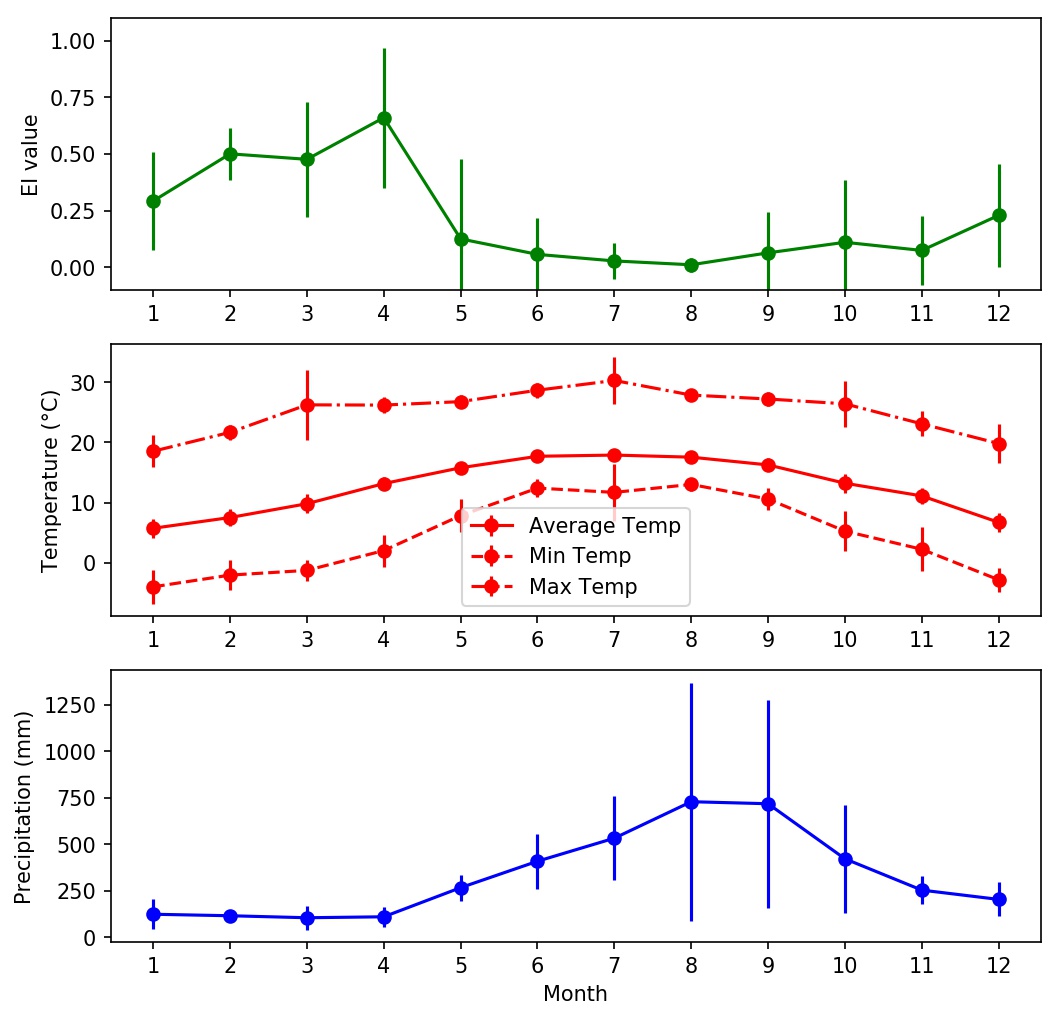 EI value
1.00
0.75
0.50
0.25
0.00
1 2 3 4 5 6 7 8 9 10 11 12
Temperature (°C)
30
20
10
0
Average Temp
Min Temp
Max Temp
1 2 3 4 5 6 7 8 9 10 11 12
Precipitation (mm)
1250
1000
750
500
250
0
1 2 3 4 5 6 7 8 9 10 11 12
Month